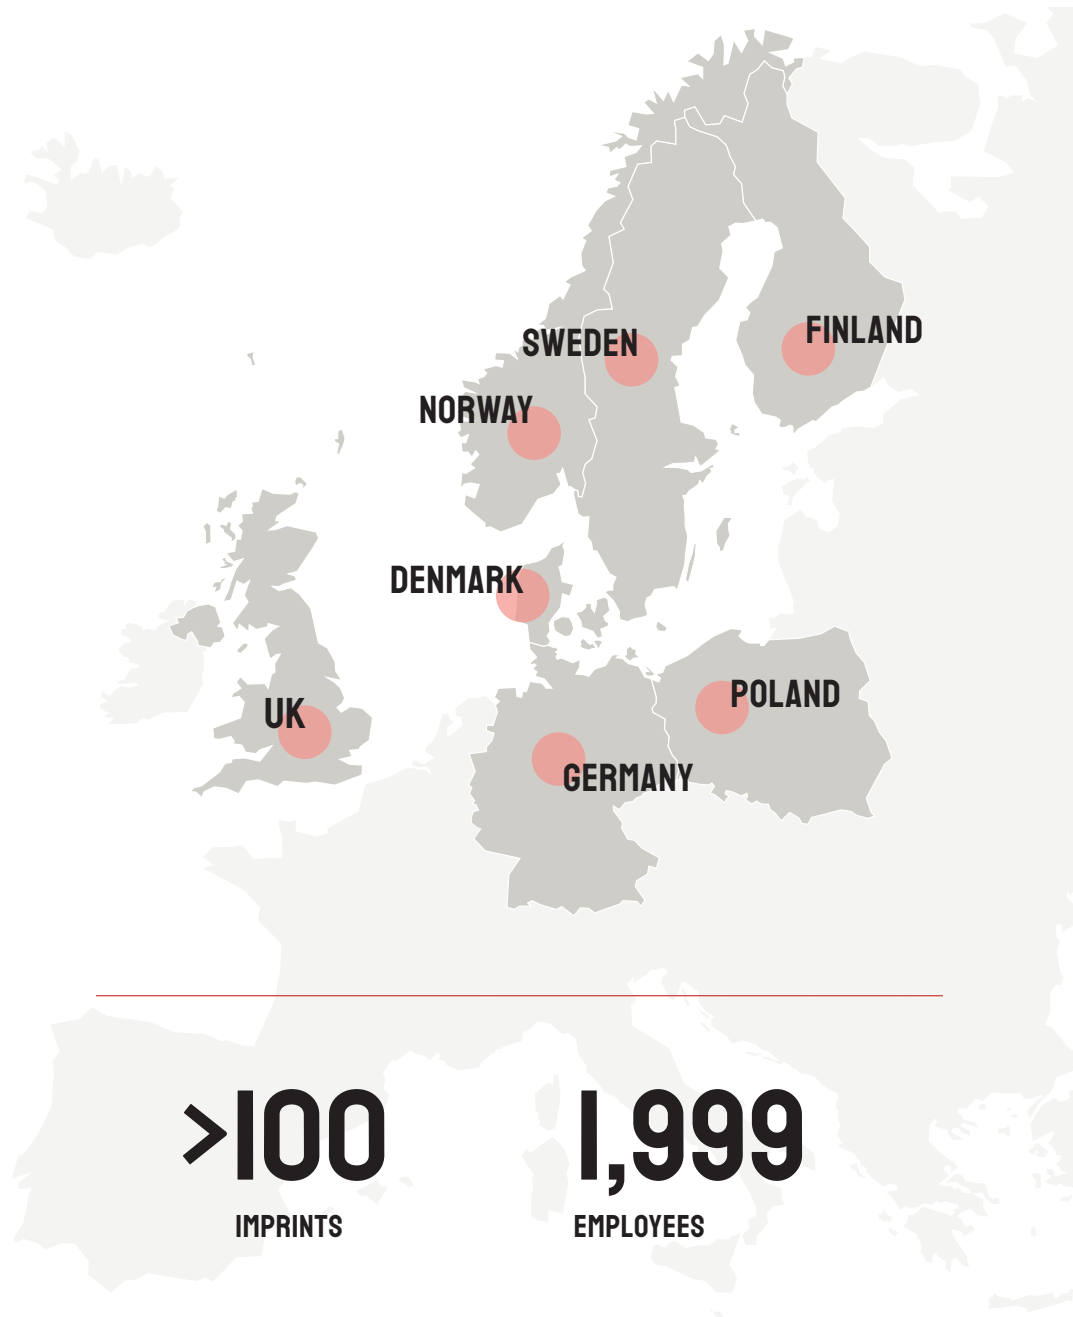 FINLAND
SWEDEN
NORWAY
DENMARK
POLAND
UK
GERMANY
>100
1,999
IMPRINTS
EMPLOYEES